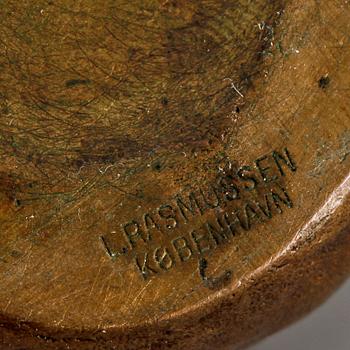 L. RASMUSSEN
KØBENHAVN